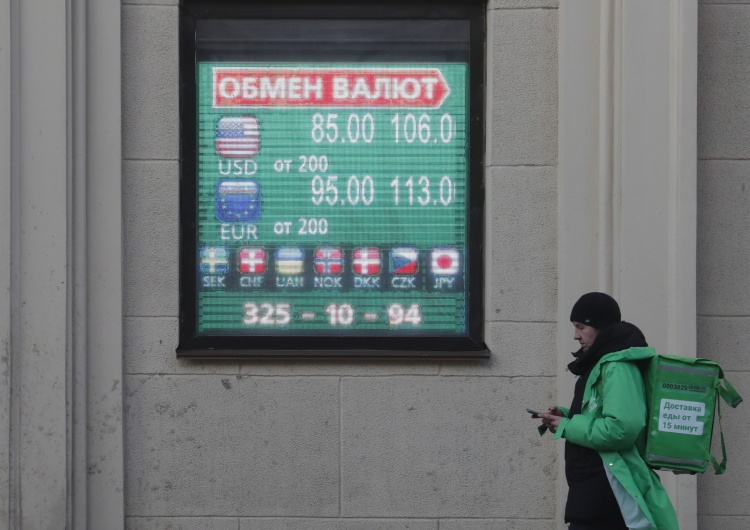 ОБМЕН ВАЛЮТ
85.00 106.0
USD от 200
95.00 113.0
EUR от 200
SEK CHF UAH NOK DKK CZK JPY
325 - 10 - 94
Доставка
еды от
15 минут